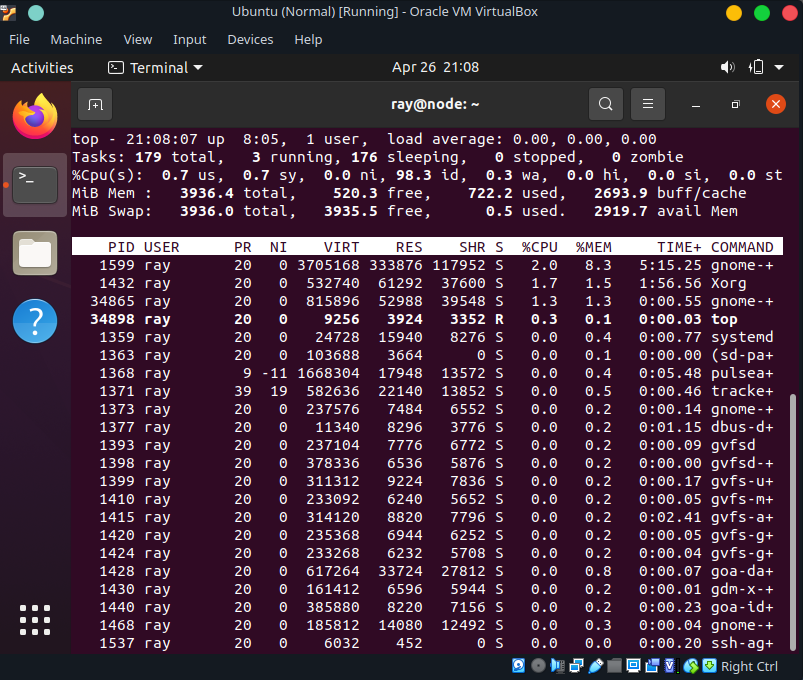 Ubuntu (Normal) [Running] - Oracle VM VirtualBox
File Machine View Input Devices Help
Activities Terminal Apr 26 21:08
ray@node: ~
top - 21:08:07 up  8:05,  1 user,  load average: 0.00, 0.00, 0.00
Tasks: 179 total,   3 running, 176 sleeping,   0 stopped,   0 zombie
%Cpu(s):  0.7 us,  0.7 sy,  0.0 ni, 98.3 id,  0.3 wa,  0.0 hi,  0.0 si,  0.0 st
MiB Mem :   3936.4 total,    520.3 free,    722.2 used,   2693.9 buff/cache
MiB Swap:   3936.0 total,   3935.5 free,      0.5 used.   2919.7 avail Mem
PID USER PR NI VIRT RES SHR S %CPU %MEM TIME+ COMMAND
1599 ray 20 0 3705168 333876 117952 S 2.0 8.3 5:15.25 gnome-+
1432 ray 20 0 532740 61292 37600 S 1.7 1.5 1:56.56 Xorg
34865 ray 20 0 815896 52988 39548 S 1.3 1.3 0:00.55 gnome-+
34898 ray 20 0 9256 3924 3352 R 0.3 0.1 0:00.03 top
1359 ray 20 0 24728 15940 8276 S 0.0 0.4 0:00.77 systemd
1363 ray 20 0 103688 3664 0 S 0.0 0.1 0:00.00 (sd-pa+
1368 ray 9 -11 1668304 17948 13572 S 0.0 0.4 0:05.48 pulsea+
1371 ray 39 19 582636 22140 13852 S 0.0 0.5 0:00.46 tracke+
1373 ray 20 0 237576 7484 6552 S 0.0 0.2 0:00.14 gnome-+
1377 ray 20 0 11340 8296 3776 S 0.0 0.2 0:01.15 dbus-d+
1393 ray 20 0 237104 7776 6772 S 0.0 0.2 0:00.09 gvfsd
1398 ray 20 0 378336 6536 5876 S 0.0 0.2 0:00.00 gvfsd-+
1399 ray 20 0 311312 9224 7836 S 0.0 0.2 0:00.17 gvfs-u+
1410 ray 20 0 233092 6240 5652 S 0.0 0.2 0:00.05 gvfs-m+
1415 ray 20 0 314120 8820 7796 S 0.0 0.2 0:02.41 gvfs-a+
1420 ray 20 0 235368 6944 6252 S 0.0 0.2 0:00.05 gvfs-g+
1424 ray 20 0 233268 6232 5708 S 0.0 0.2 0:00.04 gvfs-g+
1428 ray 20 0 617264 33724 27812 S 0.0 0.8 0:00.07 goa-da+
1430 ray 20 0 161412 6596 5944 S 0.0 0.2 0:00.01 gdm-x-+
1440 ray 20 0 385880 8220 7156 S 0.0 0.2 0:00.23 goa-id+
1468 ray 20 0 185812 14080 12492 S 0.0 0.3 0:00.04 gnome-+
1537 ray 20 0 6032 452 0 S 0.0 0.0 0:00.20 ssh-ag+
Right Ctrl